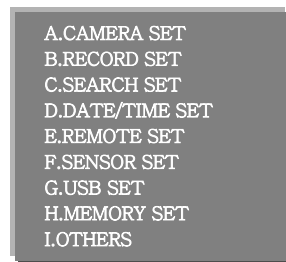 A.CAMERA SET
B.RECORD SET
C.SEARCH SET
D.DATE/TIME SET
E.REMOTE SET
F.SENSOR SET
G.USB SET
H.MEMORY SET
I.OTHERS